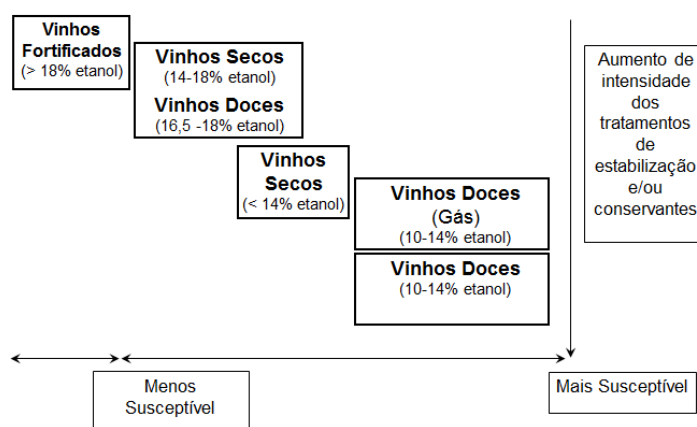 Vinhos
Fortificados
(> 18% etanol)
Vinhos Secos
(14-18% etanol)
Vinhos Doces
(16,5 -18% etanol)
Vinhos
Secos
(< 14% etanol)
Vinhos Doces
(Gás)
(10-14% etanol)
Vinhos Doces
(10-14% etanol)
Aumento de
intensidade
dos
tratamentos
de
estabilização
e/ou
conservantes
Menos
Susceptível
Mais Susceptível